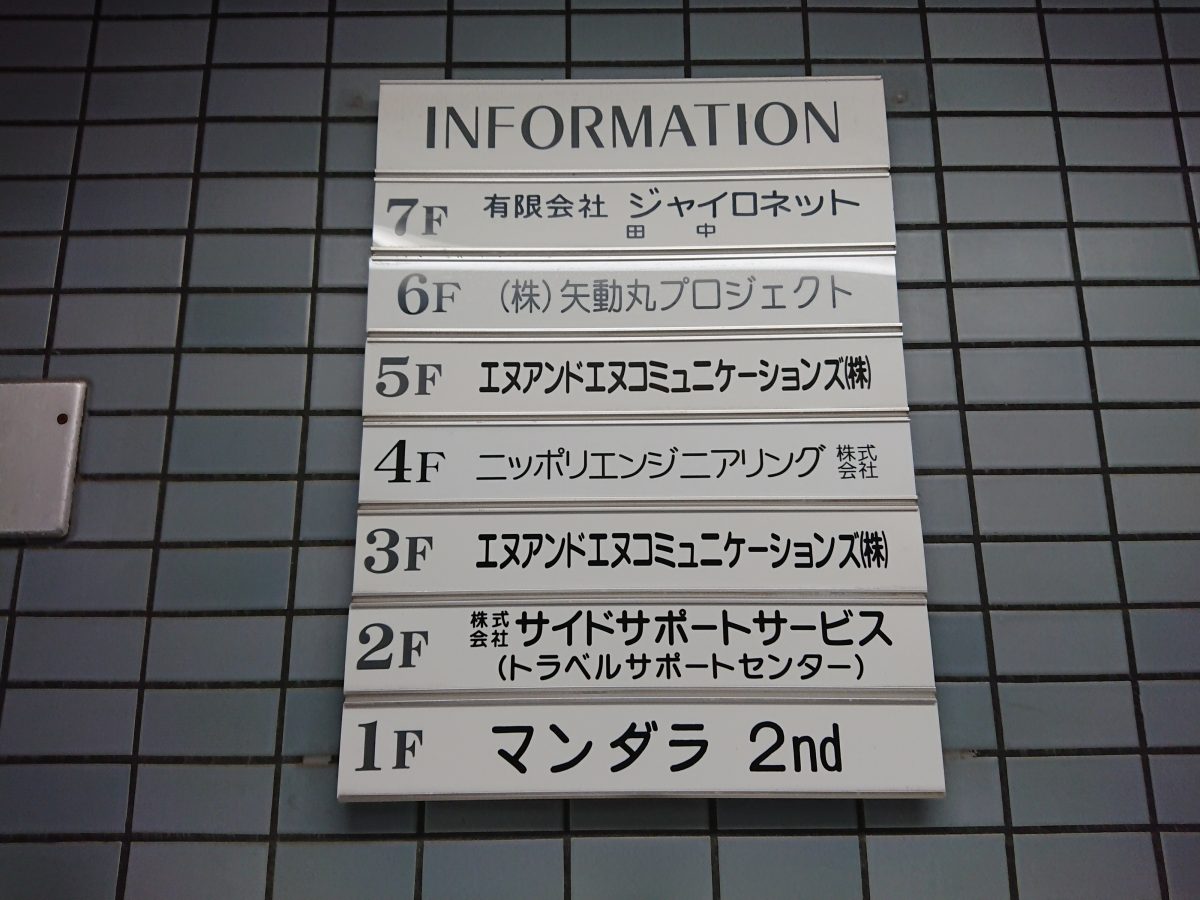 INFORMATION
7F 有限会社 ジャイロネット
田中
6F (株)矢動丸プロジェクト
5F エヌアンドエヌコミュニケーションズ(株)
4F ニッポリエンジニアリング 株式会社
3F エヌアンドエヌコミュニケーションズ(株)
2F 株式会社 サイドサポートサービス
(トラベルサポートセンター)
1F マンダラ 2nd